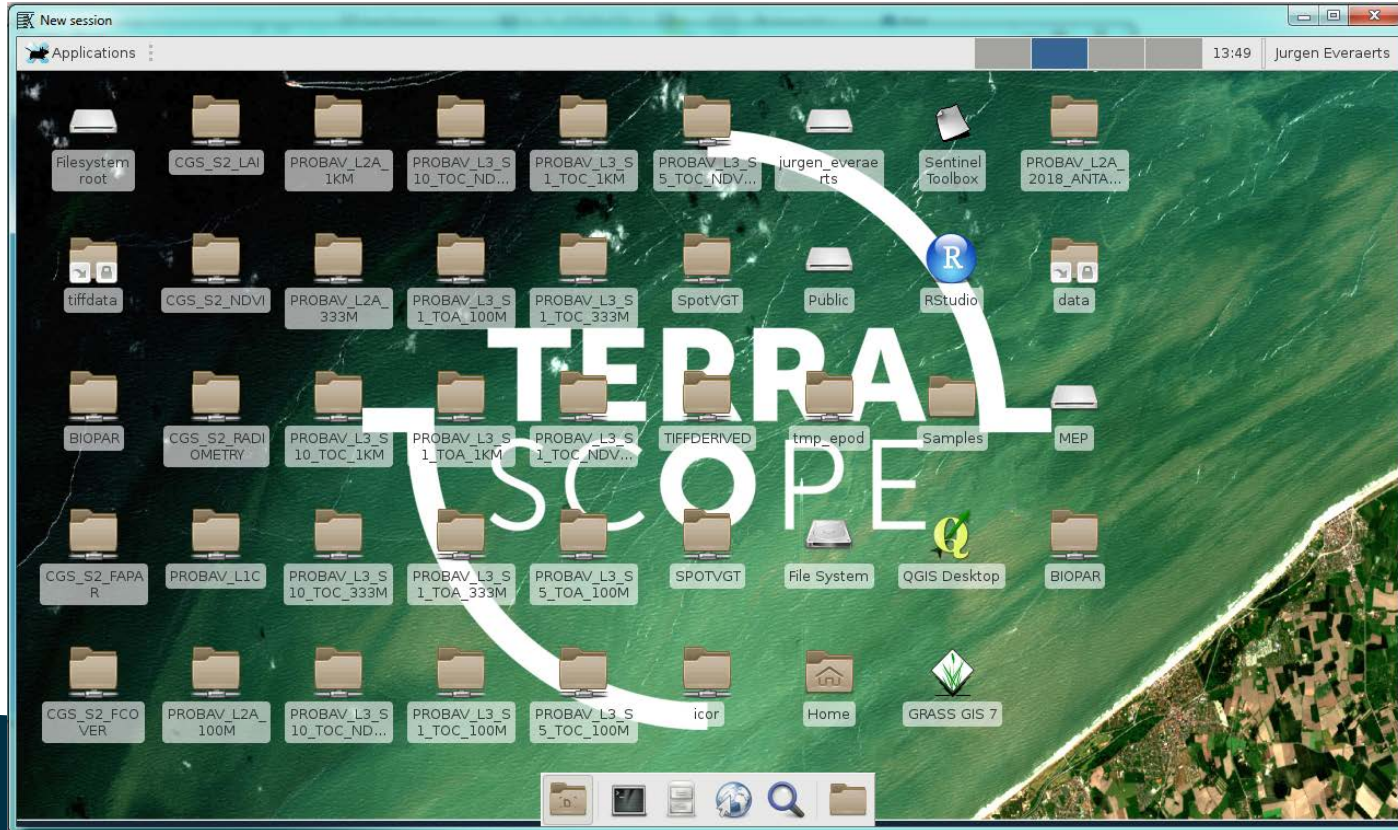 New session
Applications
13:49
Jurgen Everaerts
Filesystem
root
CGS_S2_LAI
PROBAV_L2A_
1KM
PROBAV_L3_S
10_TOC_ND...
PROBAV_L3_S
1_TOC_1KM
PROBAV_L3_S
5_TOC_NDV...
jurgen_everae
rts
Sentinel
Toolbox
PROBAV_L2A_
2018_ANTA...
tiffdata
CGS_S2_NDVI
PROBAV_L2A_
333M
PROBAV_L3_S
1_TOA_100M
PROBAV_L3_S
1_TOC_333M
SpotVGT
Public
R
RStudio
data
TERRA
SCOPE
BIOPAR
CGS_S2_RADI
OMETRY
PROBAV_L3_S
10_TOC_1KM
PROBAV_L3_S
1_TOA_1KM
PROBAV_L3_S
1_TOC_NDV...
TIFFDERIVED
tmp_epod
Samples
MEP
CGS_S2_FAPA
R
PROBAV_L1C
PROBAV_L3_S
10_TOC_333M
PROBAV_L3_S
1_TOA_333M
PROBAV_L3_S
5_TOA_100M
SPOTVGT
File System
QGIS Desktop
BIOPAR
CGS_S2_FCO
VER
PROBAV_L2A_
100M
PROBAV_L3_S
10_TOC_ND...
PROBAV_L3_S
1_TOC_100M
PROBAV_L3_S
5_TOC_100M
icor
Home
GRASS GIS 7